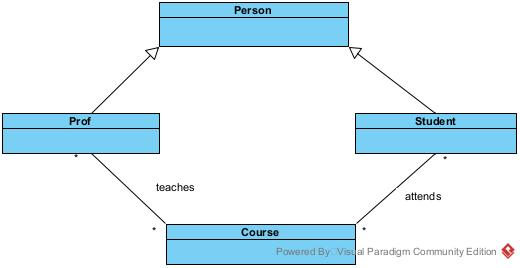 Person
Prof
Student
*
*
teaches
attends
*
*
Course
Powered By Visual Paradigm Community Edition